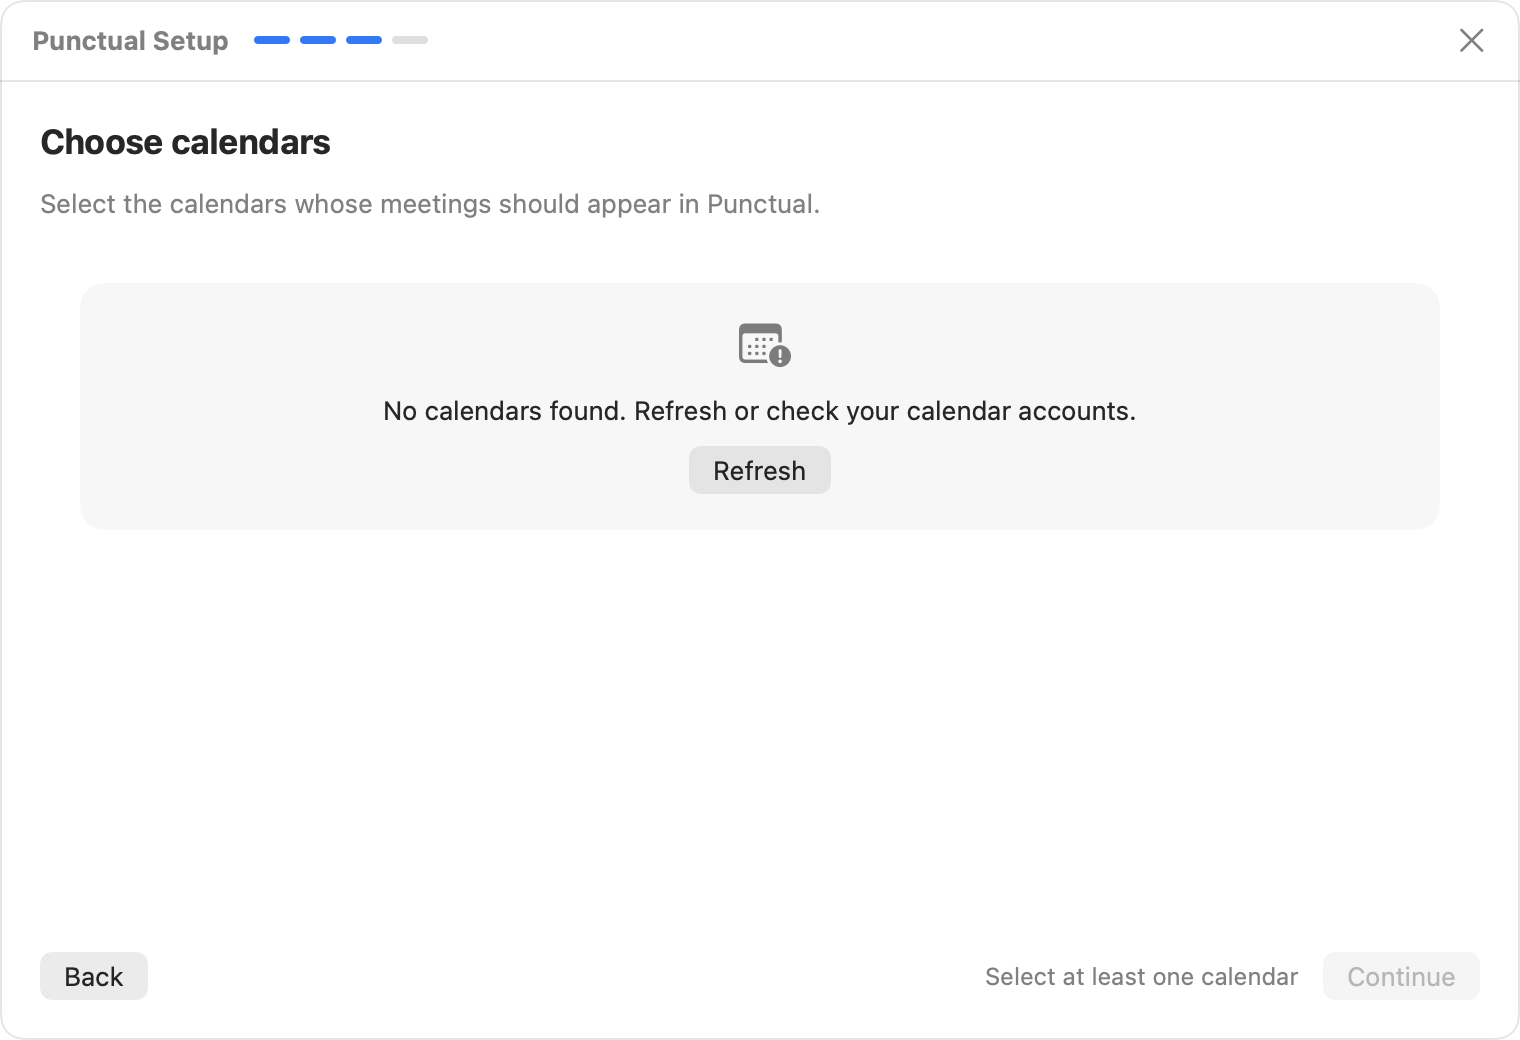 Punctual Setup
Choose calendars
Select the calendars whose meetings should appear in Punctual.
No calendars found. Refresh or check your calendar accounts.
Refresh
Back
Select at least one calendar
Continue